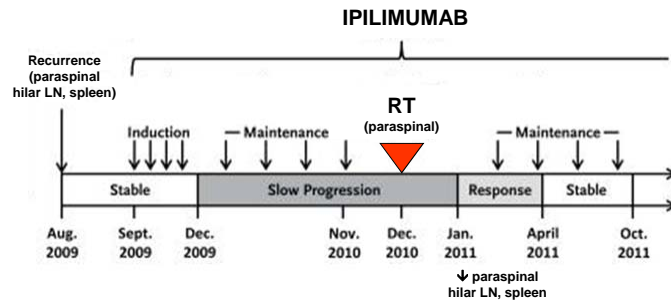 IPILIMUMAB
Recurrence
(paraspinal
hilar LN, spleen)
RT
(paraspinal)
Induction
— Maintenance
— Maintenance —
Stable
Slow Progression
Response
Stable
Aug.
2009
Sept.
2009
Dec.
2009
Nov.
2010
Dec.
2010
Jan.
2011
April
2011
Oct.
2011
↓ paraspinal
hilar LN, spleen